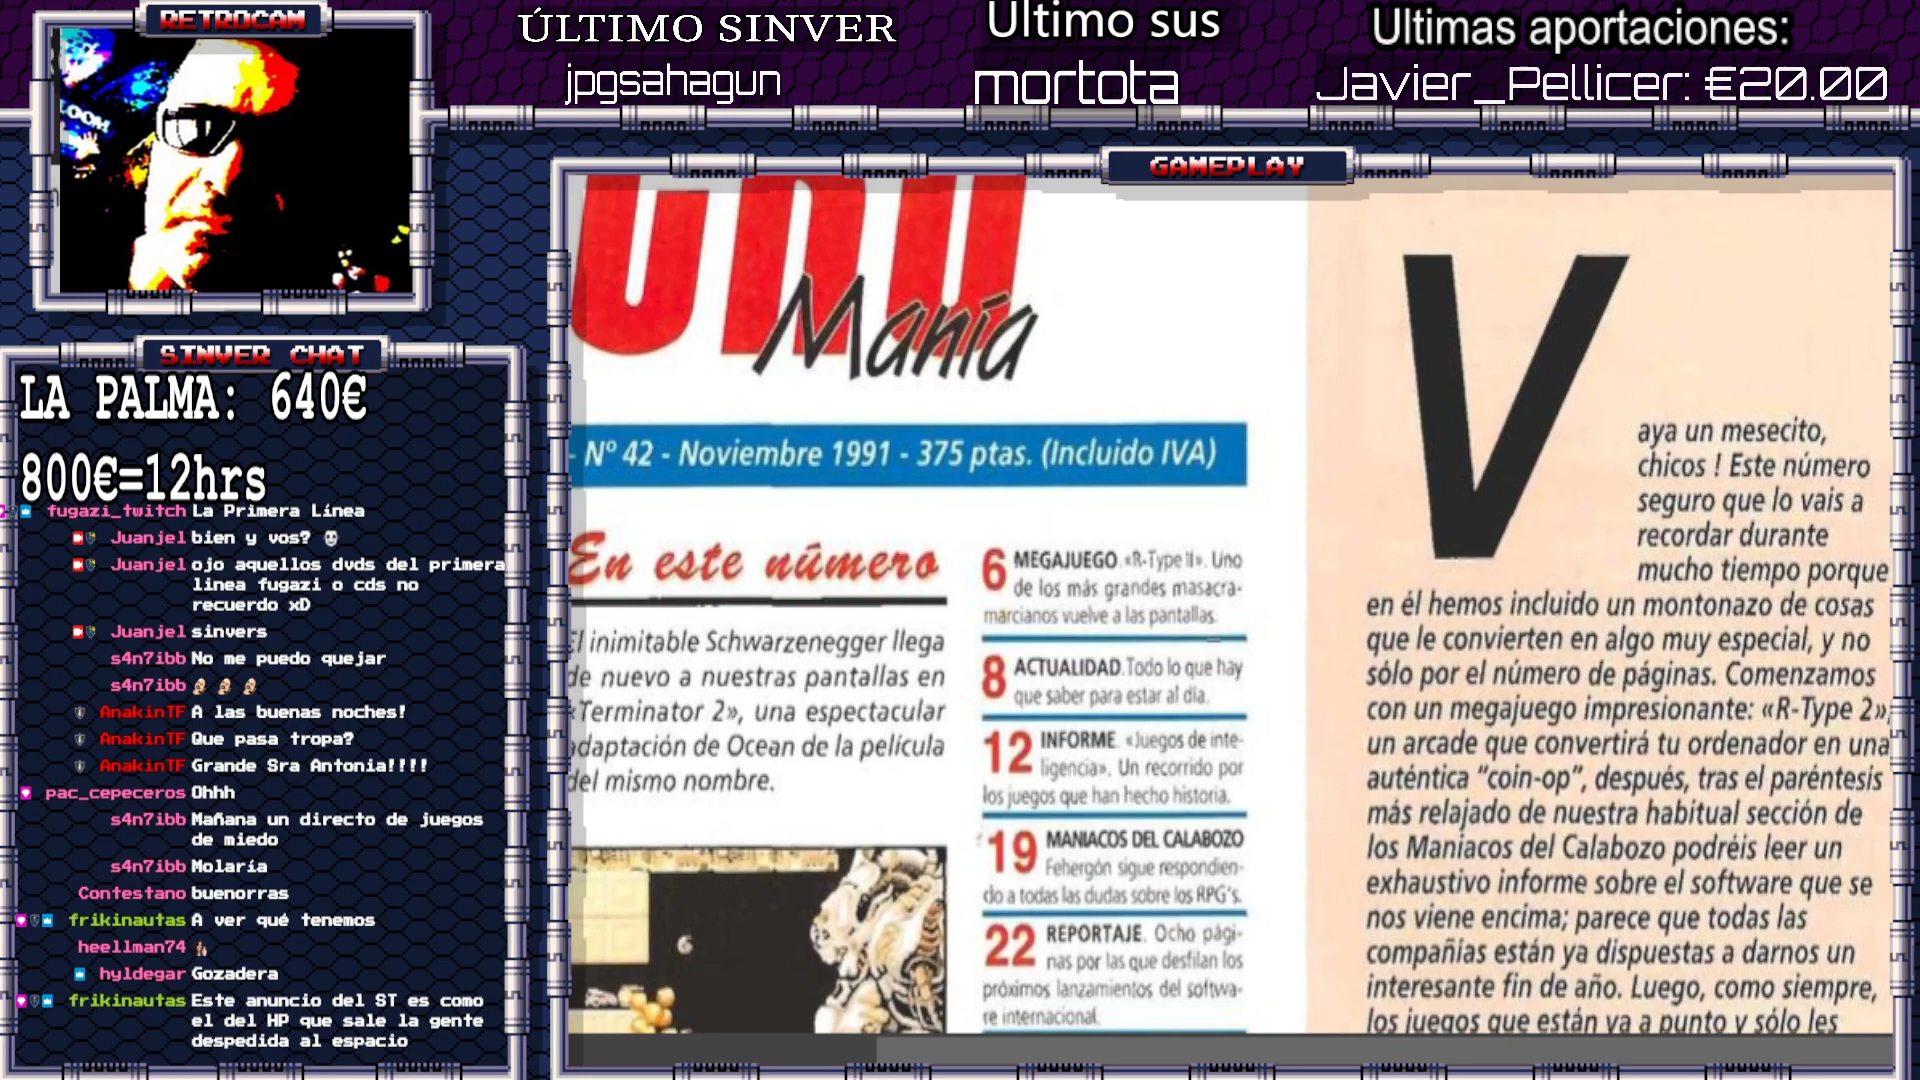 RETROCAM
ÚLTIMO SINVER
jpgsahagun
Ultimo sus
mortota
Ultimas aportaciones:
Javier_Pellicer: €20.00
SINVER CHAT
LA PALMA: 640€
800€=12hrs
fugazi_twitch La Primera Línea
Juanjel bien y vos?
Juanjel ojo aquellos dvds del primera
linea fugazi o cds no
recuerdo xD
Juanjel sinvers
s4n7ibb No me puedo quejar
s4n7ibb
AnakinTF A las buenas noches!
AnakinTF Que pasa tropa?
AnakinTF Grande Sra Antonia!!!!
pac_cepeceros Ohhh
s4n7ibb Mañana un directo de juegos
de miedo
s4n7ibb Molaría
Contestano buenorras
frikinautas A ver qué tenemos
heellman74
hyldegar Gozadera
frikinautas Este anuncio del ST es como
el del HP que sale la gente
despedida al espacio
GAMEPLAY
Manía
- Nº 42 - Noviembre 1991 - 375 ptas. (Incluido IVA)
En este número
El inimitable Schwarzenegger llega
de nuevo a nuestras pantallas en
«Terminator 2», una espectacular
adaptación de Ocean de la película
del mismo nombre.
6
6 MEGAJUEGO. «R-Type II». Uno
de los más grandes masacra-
marcianos vuelve a las pantallas.
8 ACTUALIDAD. Todo lo que hay
que saber para estar al día.
12 INFORME. «Juegos de inte-
ligencia». Un recorrido por
los juegos que han hecho historia.
19 MANIACOS DEL CALABOZO
Fehergón sigue respondien-
do a todas las dudas sobre los RPG's.
22 REPORTAJE. Ocho pági-
nas por las que desfilan los
próximos lanzamientos del softwa-
re internacional.
V
aya un mesecito,
chicos ! Este número
seguro que lo vais a
recordar durante
mucho tiempo porque
en él hemos incluido un montonazo de cosas
que le convierten en algo muy especial, y no
sólo por el número de páginas. Comenzamos
con un megajuego impresionante: «R-Type 2»,
un arcade que convertirá tu ordenador en una
auténtica "coin-op", después, tras el paréntesis
más relajado de nuestra habitual sección de
los Maniacos del Calabozo podréis leer un
exhaustivo informe sobre el software que se
nos viene encima; parece que todas las
compañías están ya dispuestas a darnos un
interesante fin de año. Luego, como siempre,
los juegos que están ya a punto y sólo les